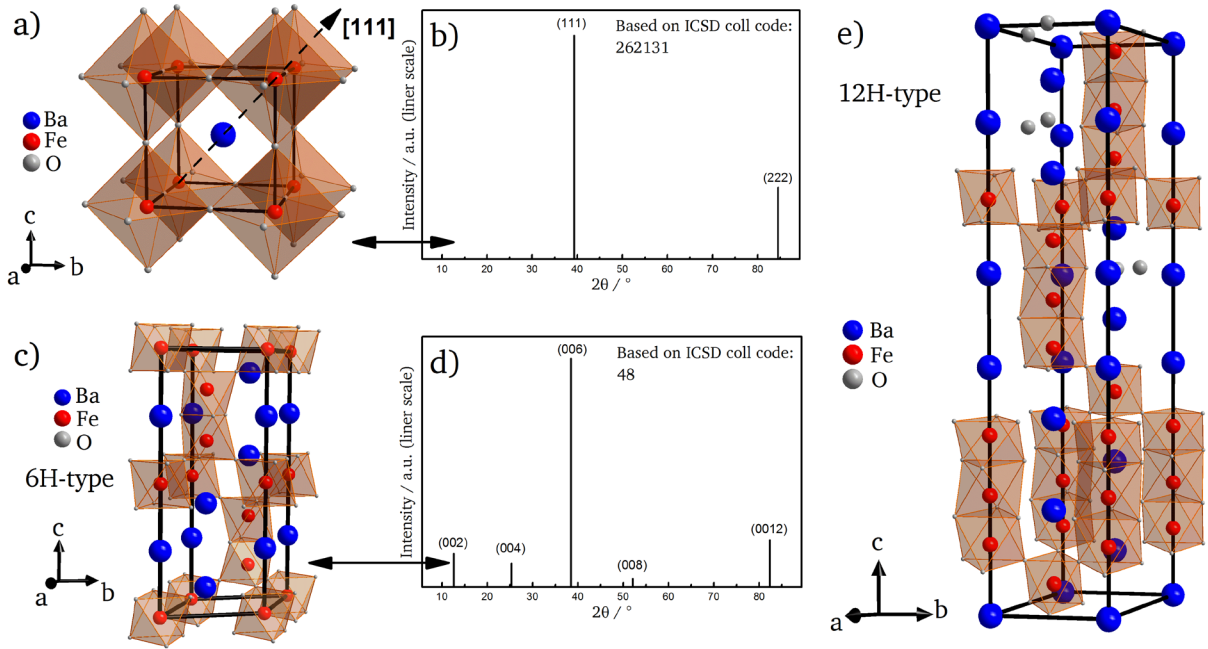 a)
[111]
Ba
Fe
O
c
a
b
b)
Intensity / a.u. (liner scale)
(111)
Based on ICSD coll code:
262131
(222)
10 20 30 40 50 60 70 80
2θ / °
c)
Ba
Fe
O
6H-type
c
a
b
d)
Intensity / a.u. (liner scale)
(006)
Based on ICSD coll code:
48
(002)
(004)
(008)
(0012)
10 20 30 40 50 60 70 80
2θ / °
e)
12H-type
Ba
Fe
O
c
a
b